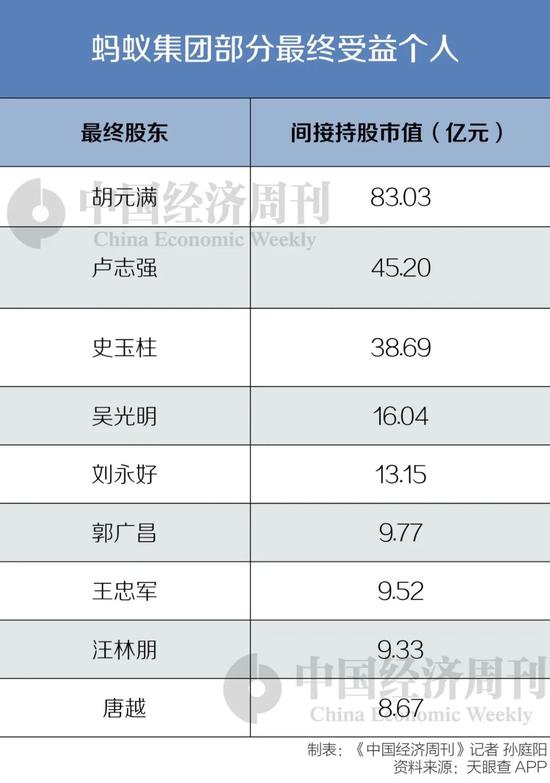 蚂蚁集团部分最终受益个人
最终股东 间接持股市值（亿元）
中国经济周刊
China Economic Weekly
胡元满 83.03
卢志强 45.20
史玉柱 38.69
吴光明 16.04
刘永好 13.15
郭广昌 9.77
王忠军 9.52
汪林朋 9.33
中国经济周刊
China Economic Weekly
唐越 8.67
制表：《中国经济周刊》记者 孙庭阳
资料来源：天眼查 APP